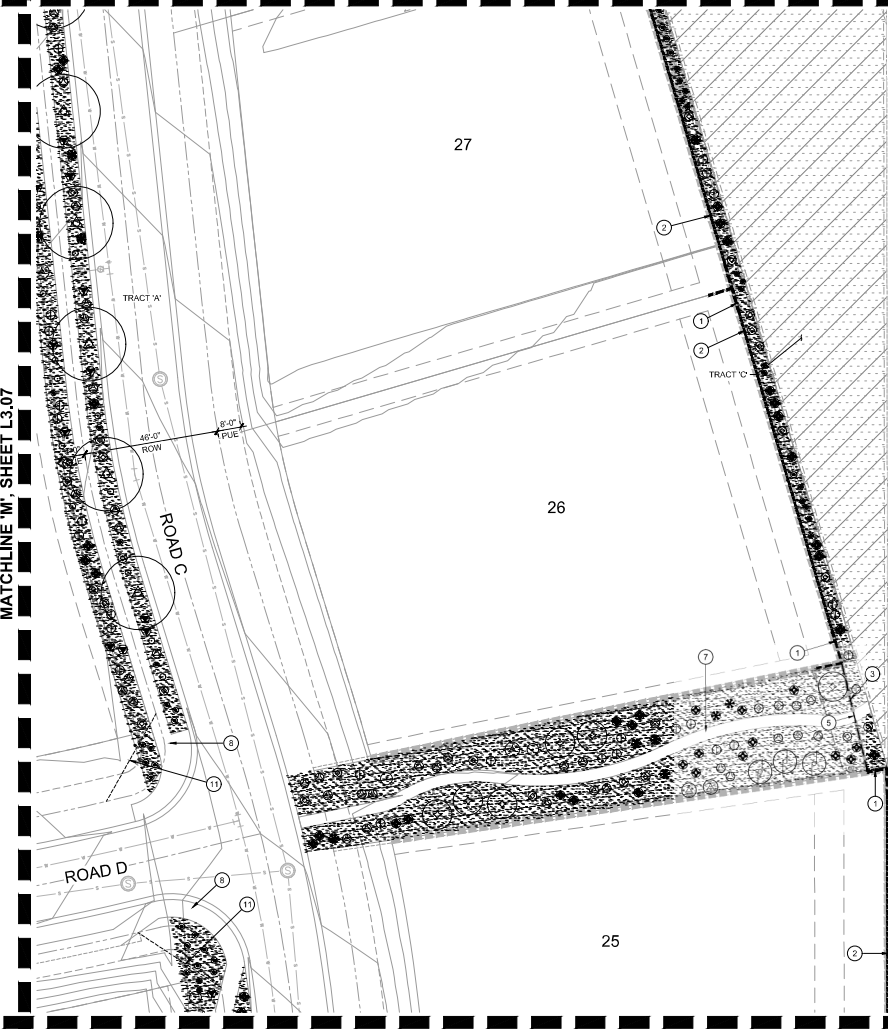 27
2
TRACT 'A'
1
2
TRACT 'C'
MATCHLINE 'M', SHEET L3.07
8'-0"
PUE
46'-0"
ROW
26
ROAD C
7
1
3
5
8
11
1
ROAD D
S
S
S
8
11
25
2